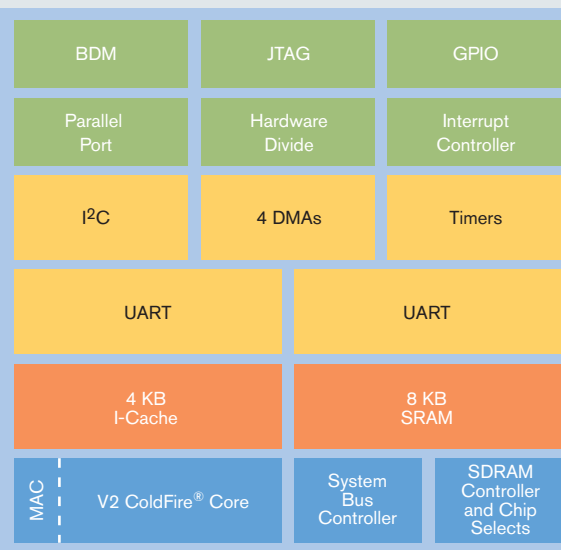 BDM
JTAG
GPIO
Parallel
Port
Hardware
Divide
Interrupt
Controller
I²C
4 DMAs
Timers
UART
UART
4 KB
I-Cache
8 KB
SRAM
MAC
V2 ColdFire® Core
System
Bus
Controller
SDRAM
Controller
and Chip
Selects